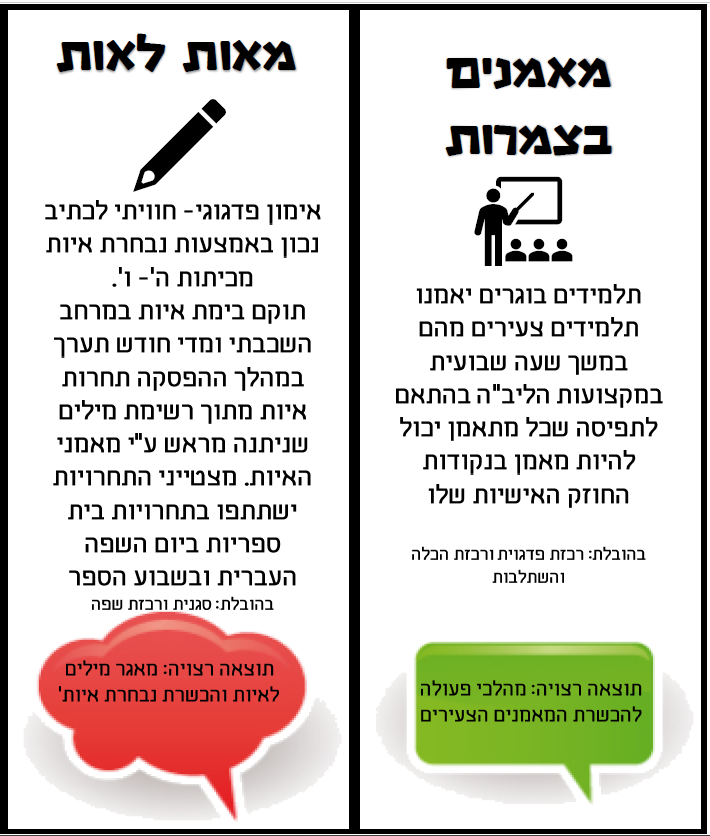 מאמנים
בצמרות
תלמידים בוגרים יאמנו
תלמידים צעירים מהם
במשך שעה שבועית
במקצועות הליב"ה בהתאם
לתפיסה שכל מתאמן יכול
להיות מאמן בנקודות
החוזק האישיות שלו
בהובלת: רכזת פדגוית ורכזת הכלה
והשתלבות
תוצאה רצויה: מהלכי פעולה
להכשרת המאמנים הצעירים
מאות לאות
אימון פדגוגי- חוויתי לכתיב
נכון באמצעות נבחרת איות
מכיתות ה'- ו'.
תוקם בימת איות במרחב
השכבתי ומדי חודש תערך
במהלך ההפסקה תחרות
איות מתוך רשימת מילים
שניתנה מראש ע"י מאמני
האיות. מצטייני התחרויות
ישתתפו בתחרויות בית
ספריות ביום השפה
העברית ובשבוע הספר
בהובלת: סגנית ורכזת שפה
תוצאה רצויה: מאגר מילים
לאיות והכשרת נבחרת איות'